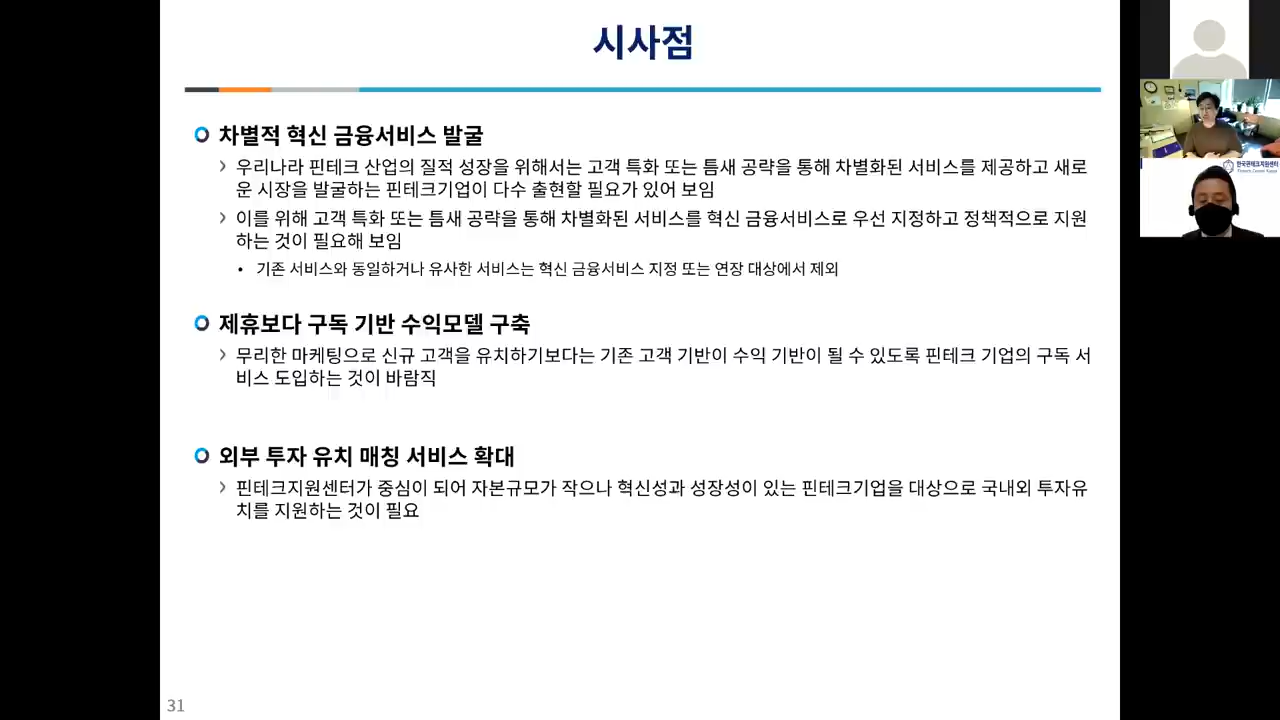 시사점
차별적 혁신 금융서비스 발굴
우리나라 핀테크 산업의 질적 성장을 위해서는 고객 특화 또는 틈새 공략을 통해 차별화된 서비스를 제공하고 새로
운 시장을 발굴하는 핀테크기업이 다수 출현할 필요가 있어 보임
이를 위해 고객 특화 또는 틈새 공략을 통해 차별화된 서비스를 혁신 금융서비스로 우선 지정하고 정책적으로 지원
하는 것이 필요해 보임
• 기존 서비스와 동일하거나 유사한 서비스는 혁신 금융서비스 지정 또는 연장 대상에서 제외
제휴보다 구독 기반 수익모델 구축
무리한 마케팅으로 신규 고객을 유치하기보다는 기존 고객 기반이 수익 기반이 될 수 있도록 핀테크 기업의 구독 서
비스 도입하는 것이 바람직
외부 투자 유치 매칭 서비스 확대
핀테크지원센터가 중심이 되어 자본규모가 작으나 혁신성과 성장성이 있는 핀테크기업을 대상으로 국내외 투자유
치를 지원하는 것이 필요
31
한국핀테크지원센터